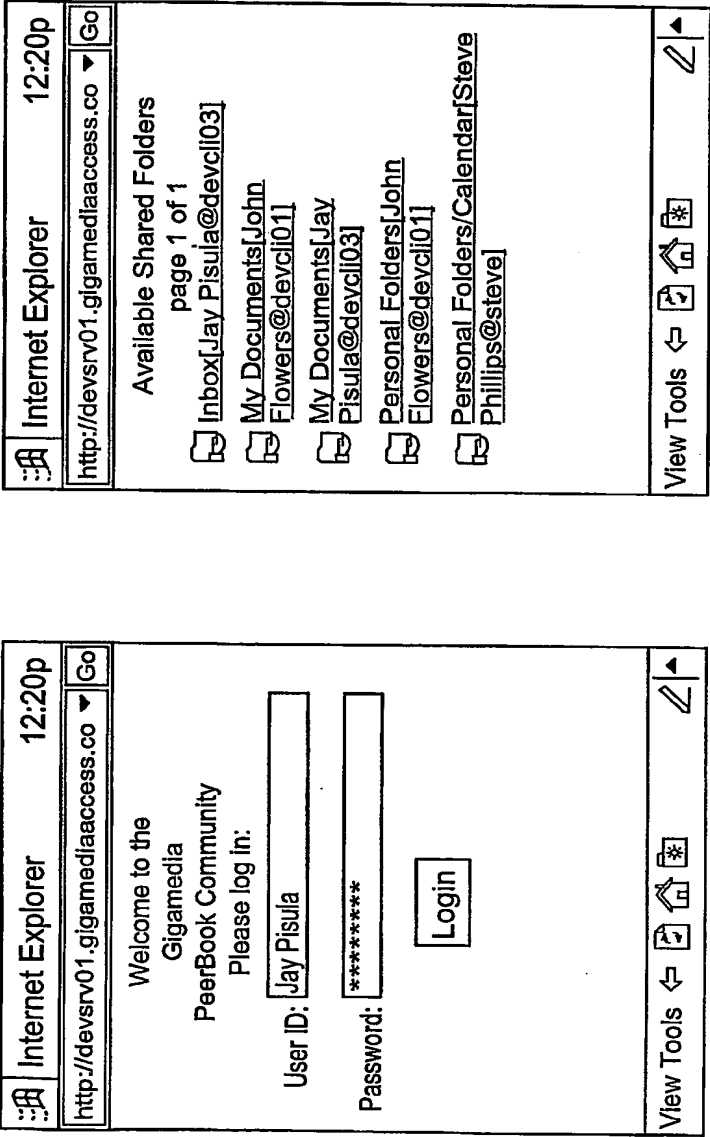 Internet Explorer 12:20p
http://devsrv01.gigamediaaccess.co Go
Welcome to the
Gigamedia
PeerBook Community
Please log in:
User ID: Jay Pisula
Password: *********
Login
View Tools
Internet Explorer 12:20p
http://devsrv01.gigamediaaccess.co Go
Available Shared Folders
page 1 of 1
Inbox[Jay Pisula@devcli03]
My Documents[John
Flowers@devcli01]
My Documents[Jay
Pisula@devcli03]
Personal Folders[John
Flowers@devcli01]
Personal Folders/Calendar[Steve
Phillips@steve]
View Tools